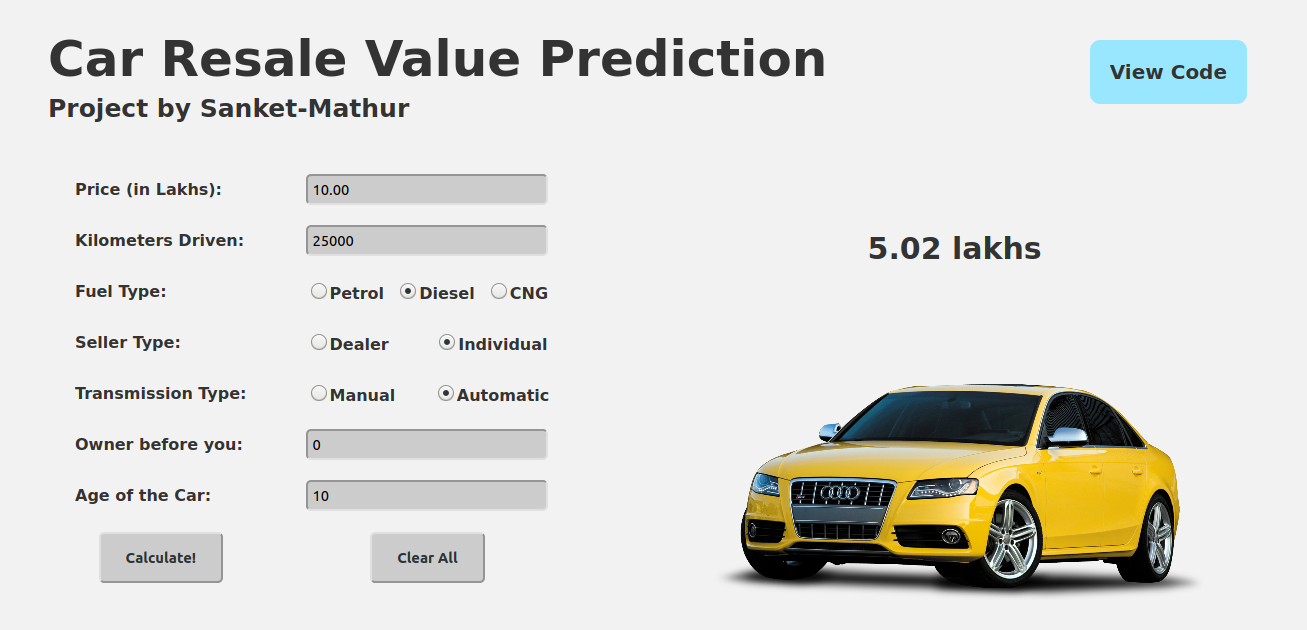 Car Resale Value Prediction
View Code
Project by Sanket-Mathur
Price (in Lakhs): 10.00
Kilometers Driven: 25000
5.02 lakhs
Fuel Type: Petrol Diesel CNG
Seller Type: Dealer Individual
Transmission Type: Manual Automatic
Owner before you: 0
Age of the Car: 10
Calculate! Clear All